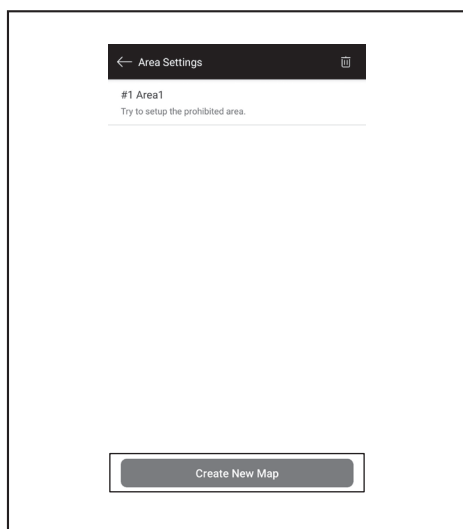 Area Settings
#1 Area1
Try to setup the prohibited area.
Create New Map